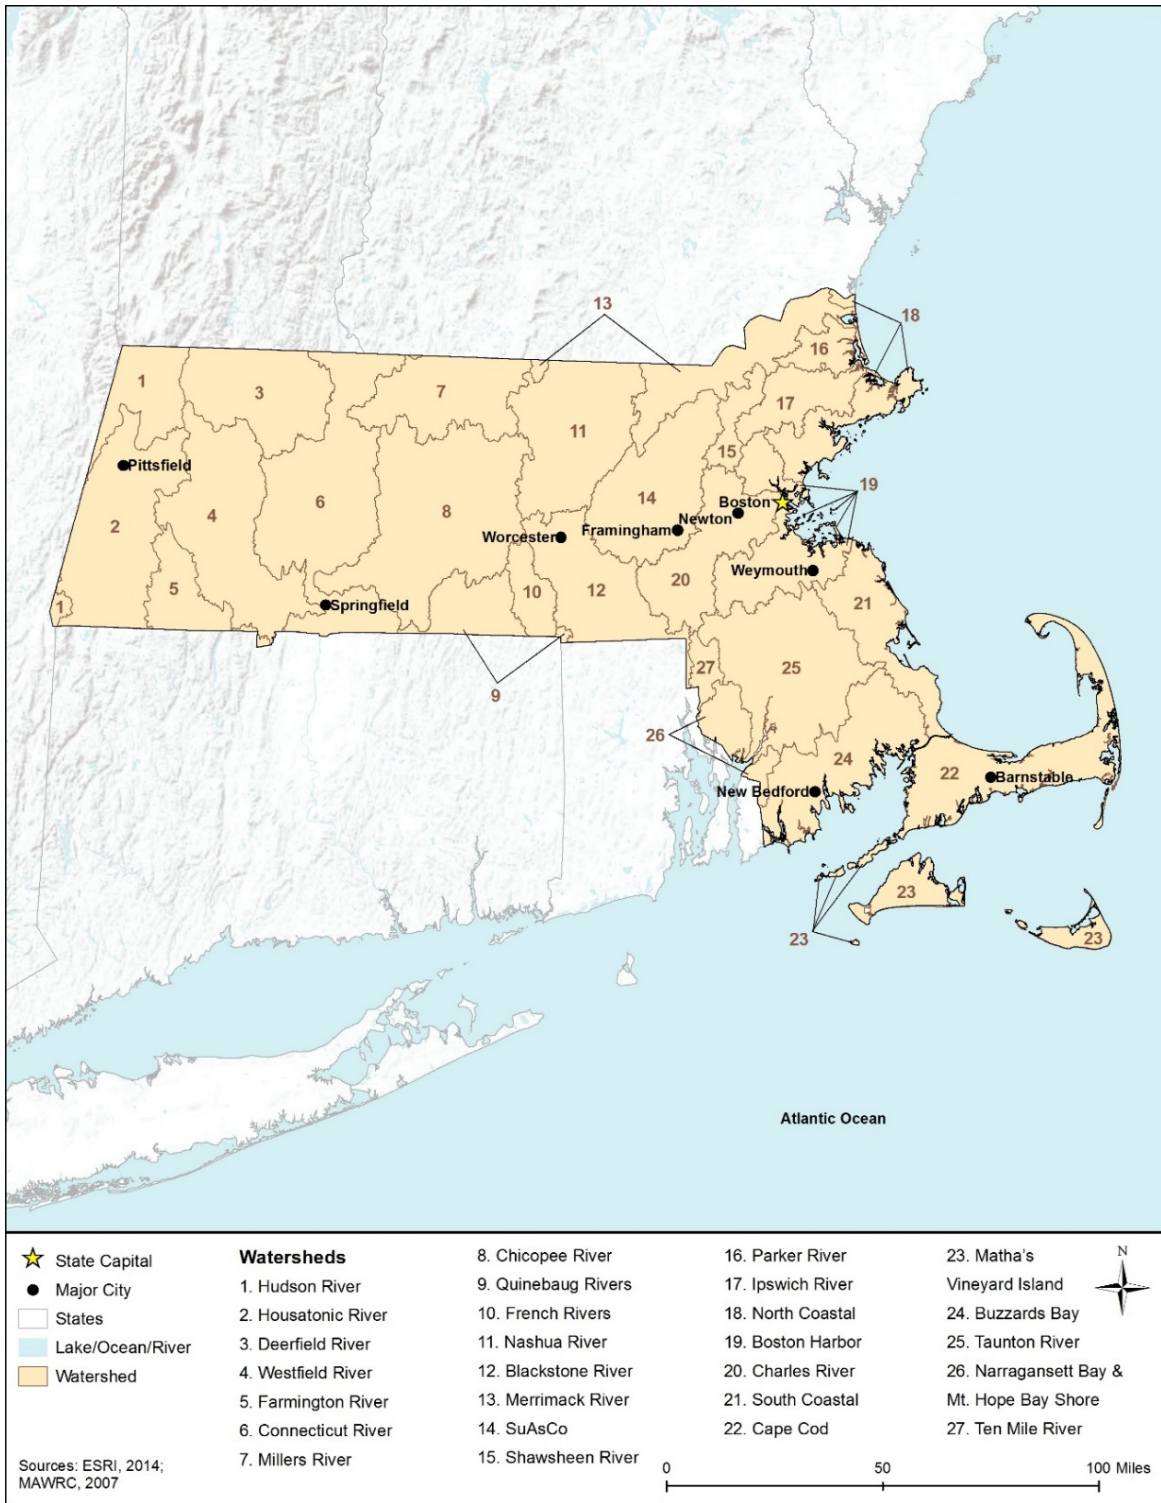 13
18
16
1
3
7
17
11
15
Pittsfield
19
14
Boston
6
8
4
2
Newton
Framingham
Worcester
Weymouth
20
5
10
12
Springfield
21
1
27
25
9
26
24
22
Barnstable
New Bedford
23
23
23
Atlantic Ocean
State Capital
Major City
States
Lake/Ocean/River
Watershed
Sources: ESRI, 2014;
MAWRC, 2007
Watersheds
1. Hudson River
2. Housatonic River
3. Deerfield River
4. Westfield River
5. Farmington River
6. Connecticut River
7. Millers River
8. Chicopee River
9. Quinebaug Rivers
10. French Rivers
11. Nashua River
12. Blackstone River
13. Merrimack River
14. SuAsCo
15. Shawsheen River
16. Parker River
17. Ipswich River
18. North Coastal
19. Boston Harbor
20. Charles River
21. South Coastal
22. Cape Cod
23. Matha's
Vineyard Island
24. Buzzards Bay
25. Taunton River
26. Narragansett Bay &
Mt. Hope Bay Shore
27. Ten Mile River
N
0 50 100 Miles